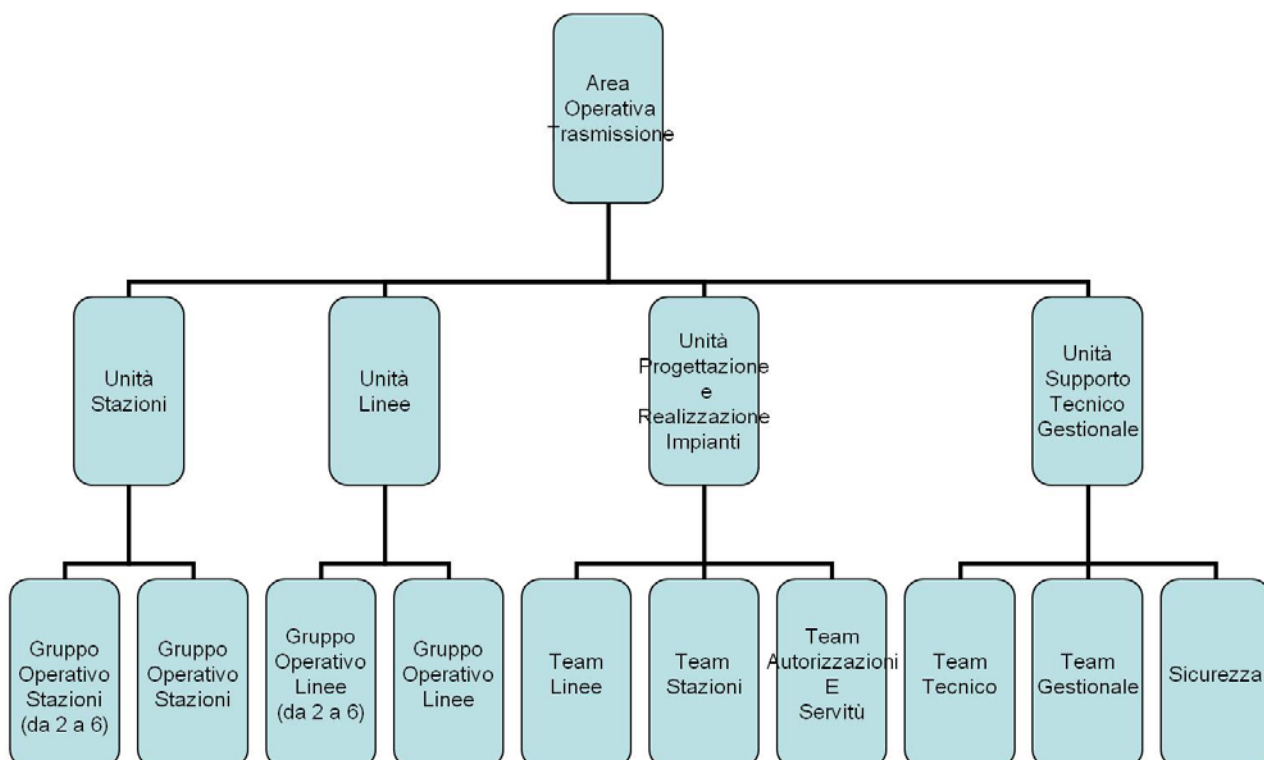 Area
Operativa
Trasmissione
Unità
Stazioni
Unità
Linee
Unità
Progettazione
e
Realizzazione
Impianti
Unità
Supporto
Tecnico
Gestionale
Gruppo
Operativo
Stazioni
(da 2 a 6)
Gruppo
Operativo
Stazioni
Gruppo
Operativo
Linee
(da 2 a 6)
Gruppo
Operativo
Linee
Team
Linee
Team
Stazioni
Team
Autorizzazioni
E
Servitù
Team
Tecnico
Team
Gestionale
Sicurezza